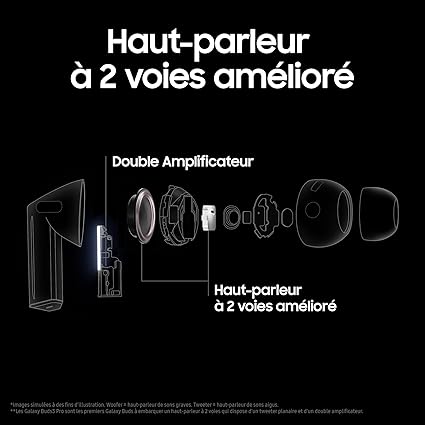 Haut-parleur
à 2 voies amélioré
Double Amplificateur
Haut-parleur
à 2 voies amélioré
*Images simulées à des fins d'illustration. Woofer = haut-parleur de sons graves. Tweeter = haut-parleur de sons aigus.
**Les Galaxy Buds3 Pro sont les premiers Galaxy Buds à embarquer un haut-parleur à 2 voies qui dispose d'un tweeter planaire et d'un double amplificateur.